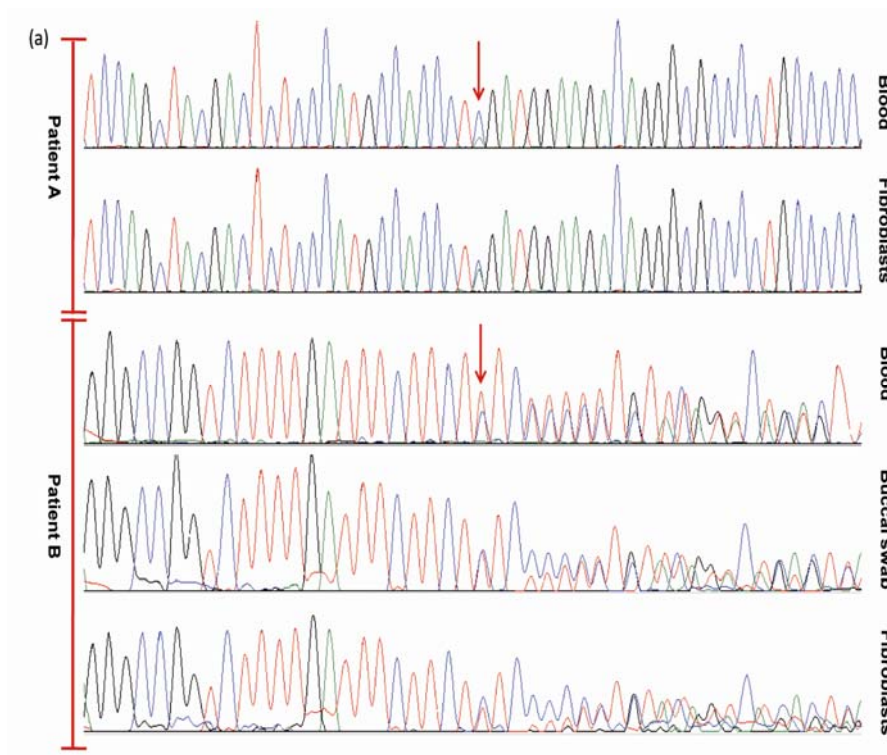 (a)
Patient A
Blood
Fibroblasts
Patient B
Blood
Buccal swab
Fibroblasts